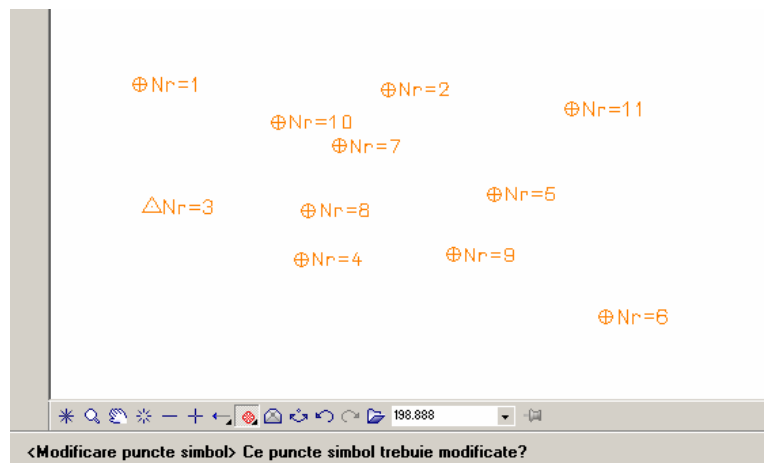 Nr=1
Nr=2
Nr=11
Nr=10
Nr=7
Nr=5
Nr=3
Nr=8
Nr=4
Nr=9
Nr=6
198.888
<Modificare puncte simbol> Ce puncte simbol trebuie modificate?